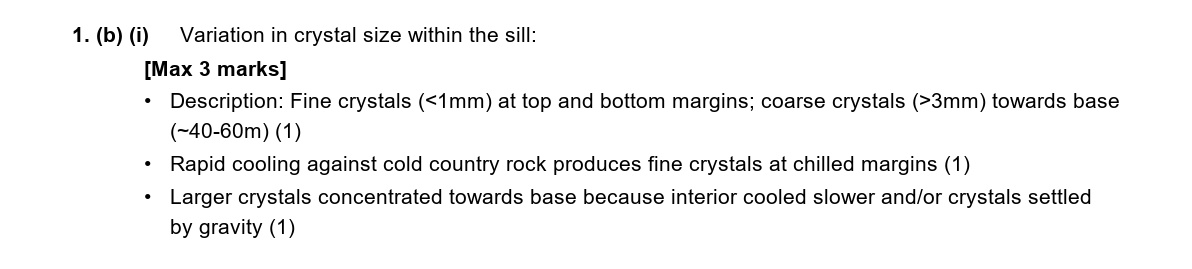 1. (b) (i) Variation in crystal size within the sill:
[Max 3 marks]
• Description: Fine crystals (<1mm) at top and bottom margins; coarse crystals (>3mm) towards base
(~40-60m) (1)
• Rapid cooling against cold country rock produces fine crystals at chilled margins (1)
• Larger crystals concentrated towards base because interior cooled slower and/or crystals settled
by gravity (1)